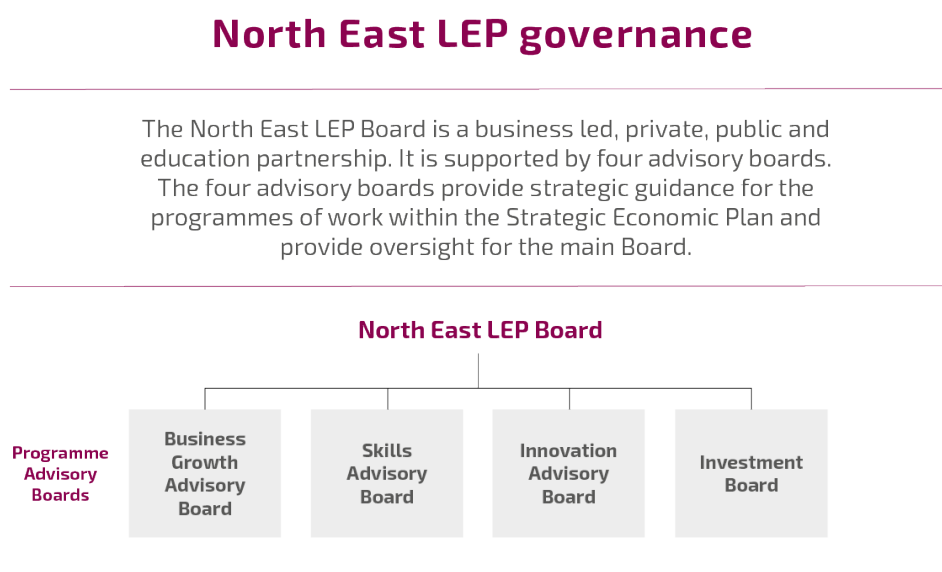 North East LEP governance
The North East LEP Board is a business led, private, public and
education partnership. It is supported by four advisory boards.
The four advisory boards provide strategic guidance for the
programmes of work within the Strategic Economic Plan and
provide oversight for the main Board.
North East LEP Board
Programme
Advisory
Boards
Business
Growth
Advisory
Board
Skills
Advisory
Board
Innovation
Advisory
Board
Investment
Board